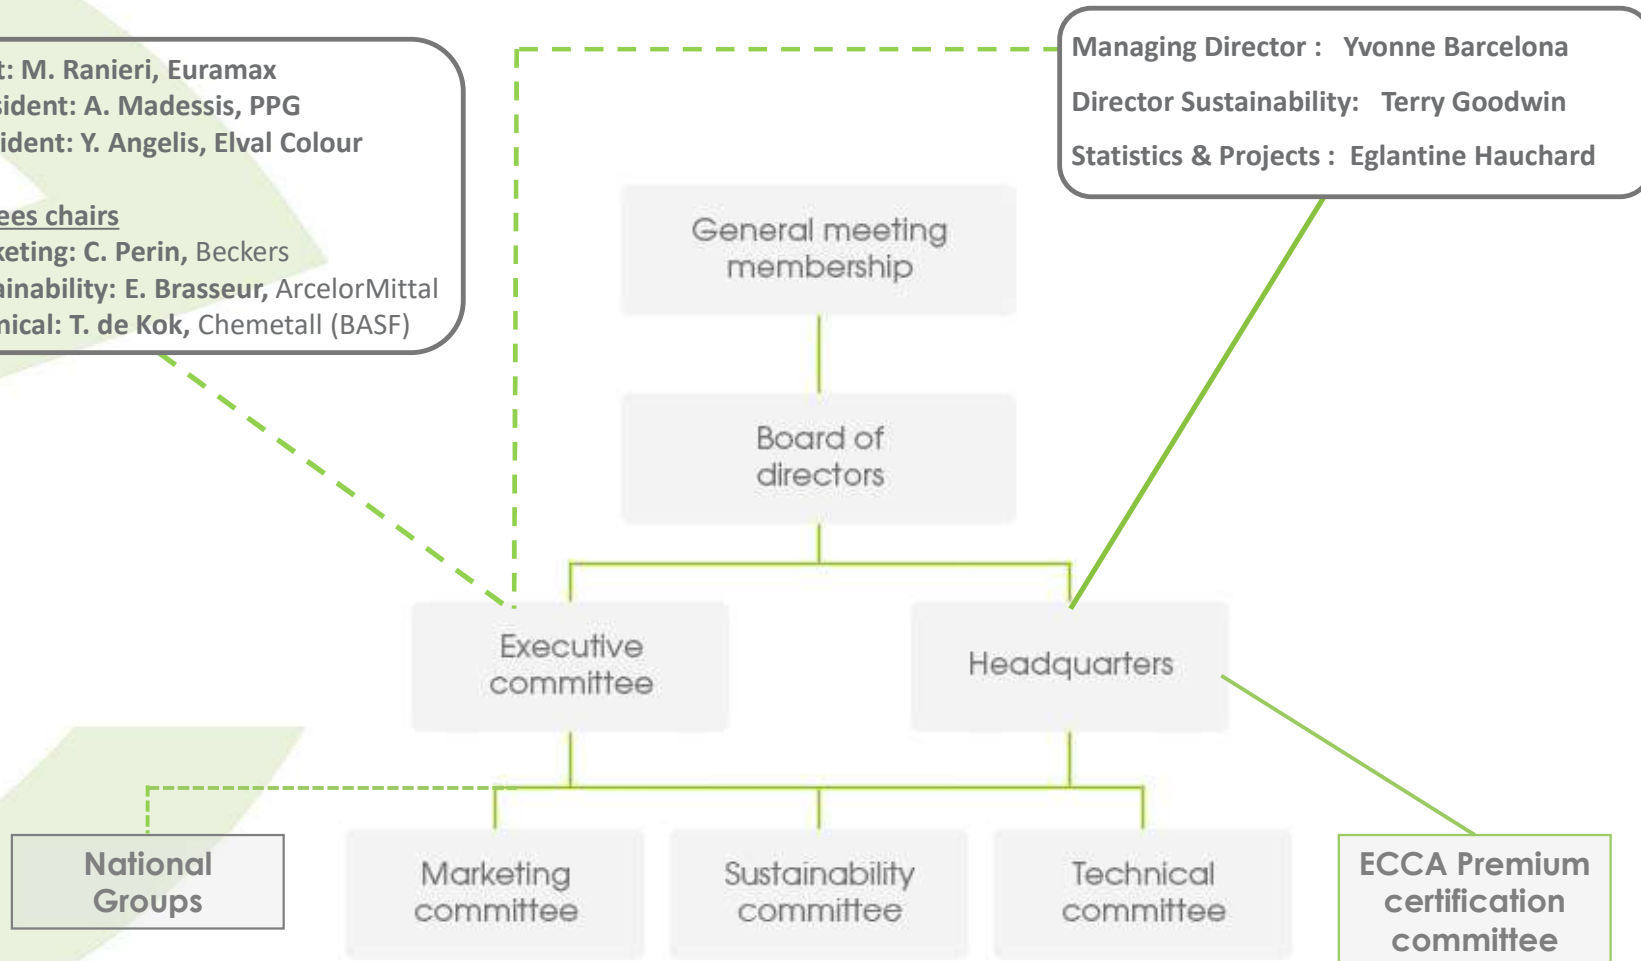 t: M. Ranieri, Euramax
sident: A. Madessis, PPG
ident: Y. Angelis, Elval Colour
ees chairs
keting: C. Perin, Beckers
ainability: E. Brasseur, ArcelorMittal
nical: T. de Kok, Chemetall (BASF)
Managing Director : Yvonne Barcelona
Director Sustainability: Terry Goodwin
Statistics & Projects : Eglantine Hauchard
General meeting
membership
Board of
directors
Executive
committee
Headquarters
National
Groups
Marketing
committee
Sustainability
committee
Technical
committee
ECCA Premium
certification
committee